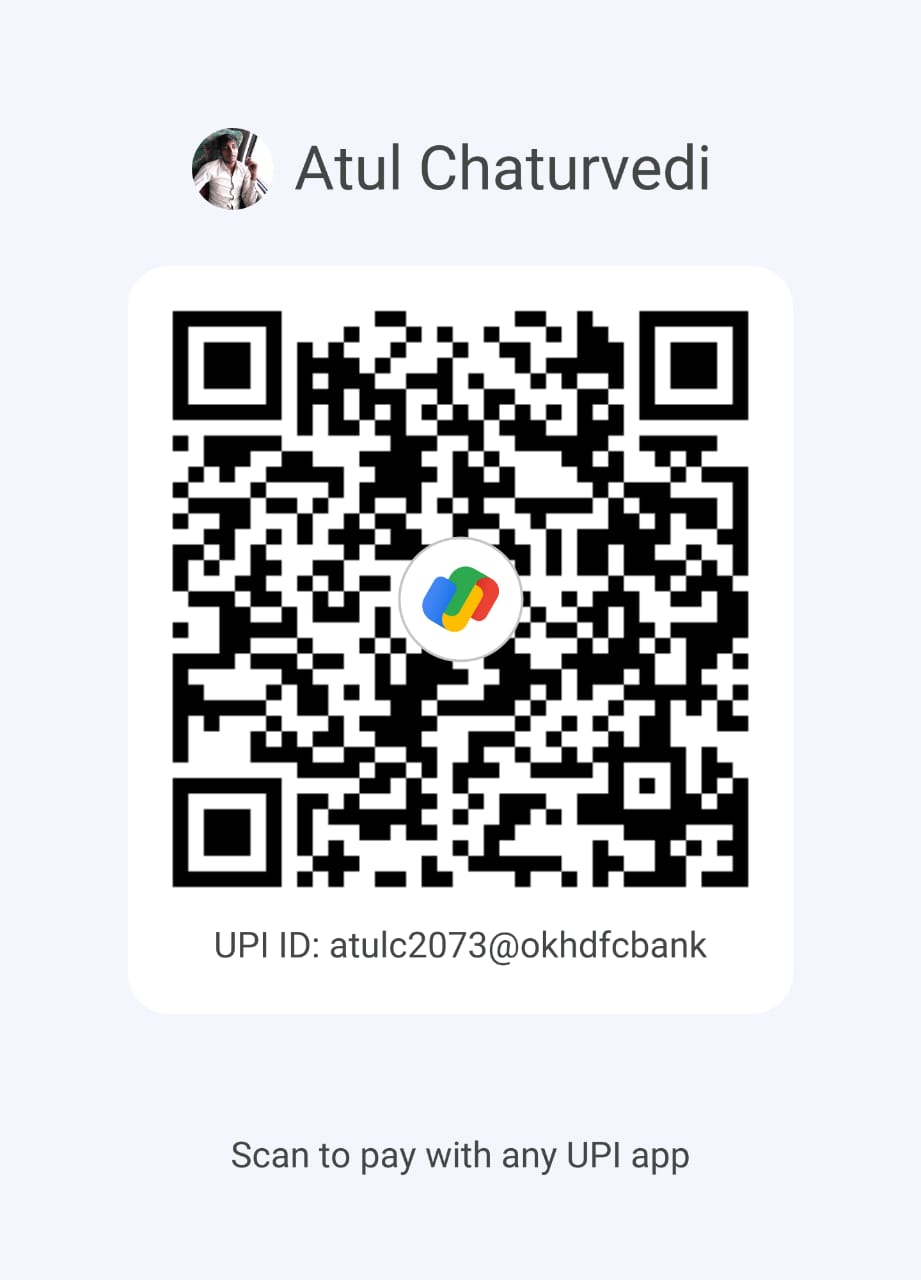 Atul Chaturvedi
UPI ID: atulc2073@okhdfcbank
Scan to pay with any UPI app